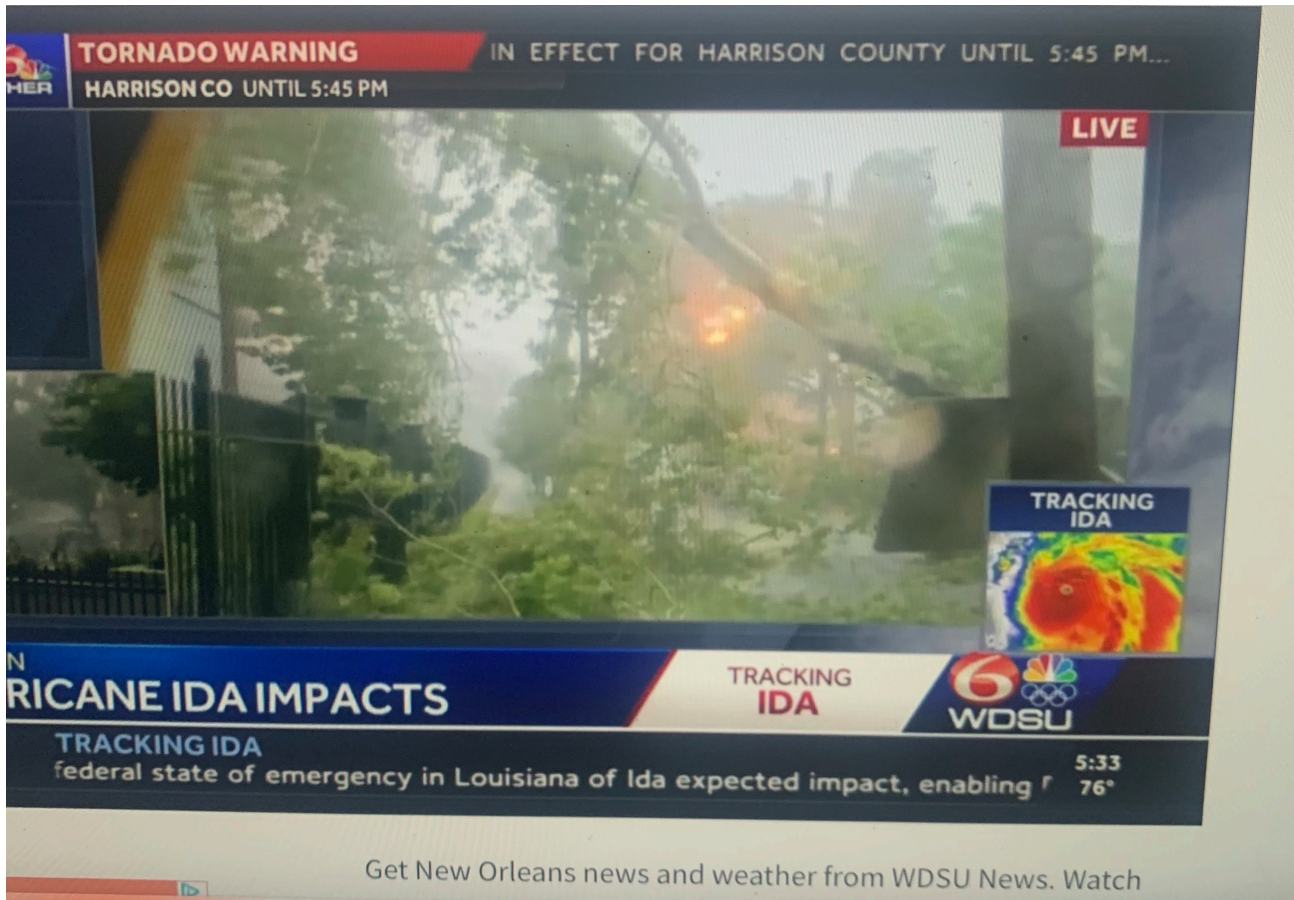 HER
TORNADO WARNING
IN EFFECT FOR HARRISON COUNTY UNTIL 5:45 PM...
HARRISON CO UNTIL 5:45 PM
LIVE
TRACKING
IDA
N
RICANE IDA IMPACTS
TRACKING
IDA
6
WDSU
TRACKING IDA
federal state of emergency in Louisiana of Ida expected impact, enabling
5:33
76°
Get New Orleans news and weather from WDSU News. Watch